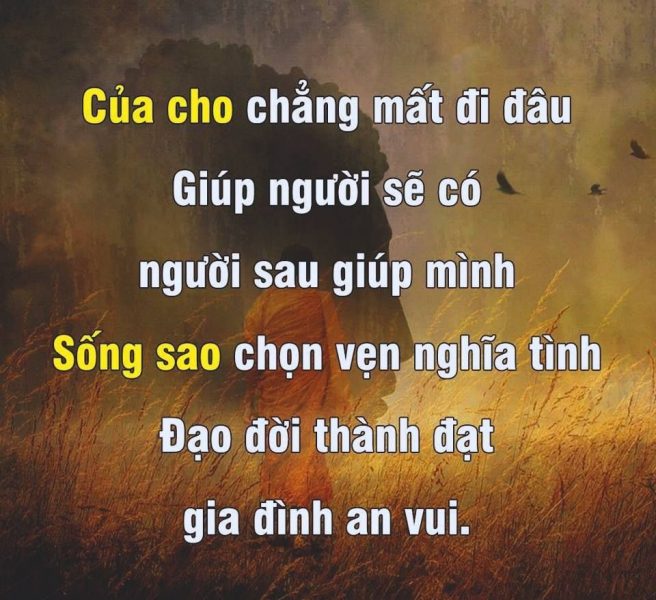 Của cho chẳng mất đi đâu
Giúp người sẽ có
người sau giúp mình
Sống sao chọn vẹn nghĩa tình
Đạo đời thành đạt
gia đình an vui.